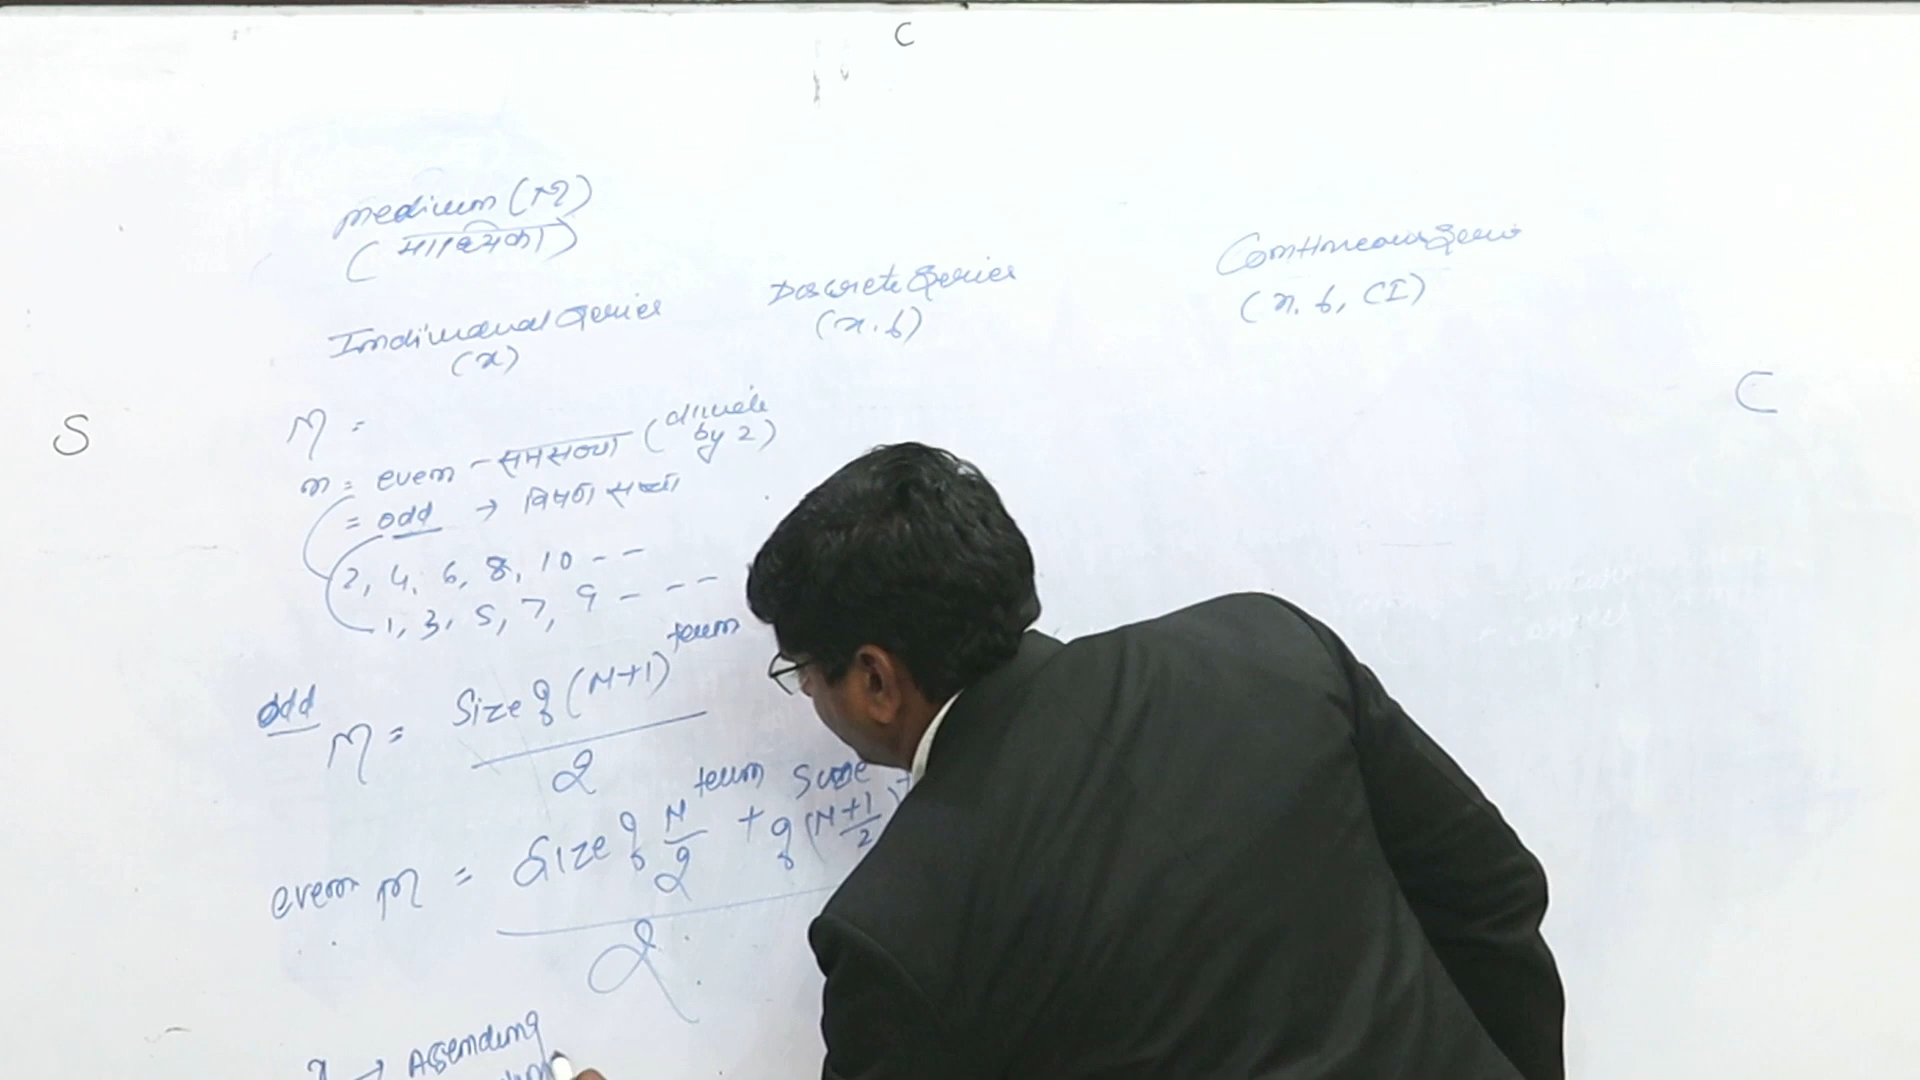 C
medium (M)
(माध्यिका)
Individual Series
(x)
Discrete Series
(x. f)
Continuous Series
(x. f, CI)
S
C
M =
n = even - समसंख्या (divide by 2)
= odd → विषम संख्या
2, 4, 6, 8, 10 - -
1, 3, 5, 7, 9 - - -
odd
M = Size of (N+1) term
2
even M = Size of N/2 term + Size of (N+1/2)
2
x → Ascending